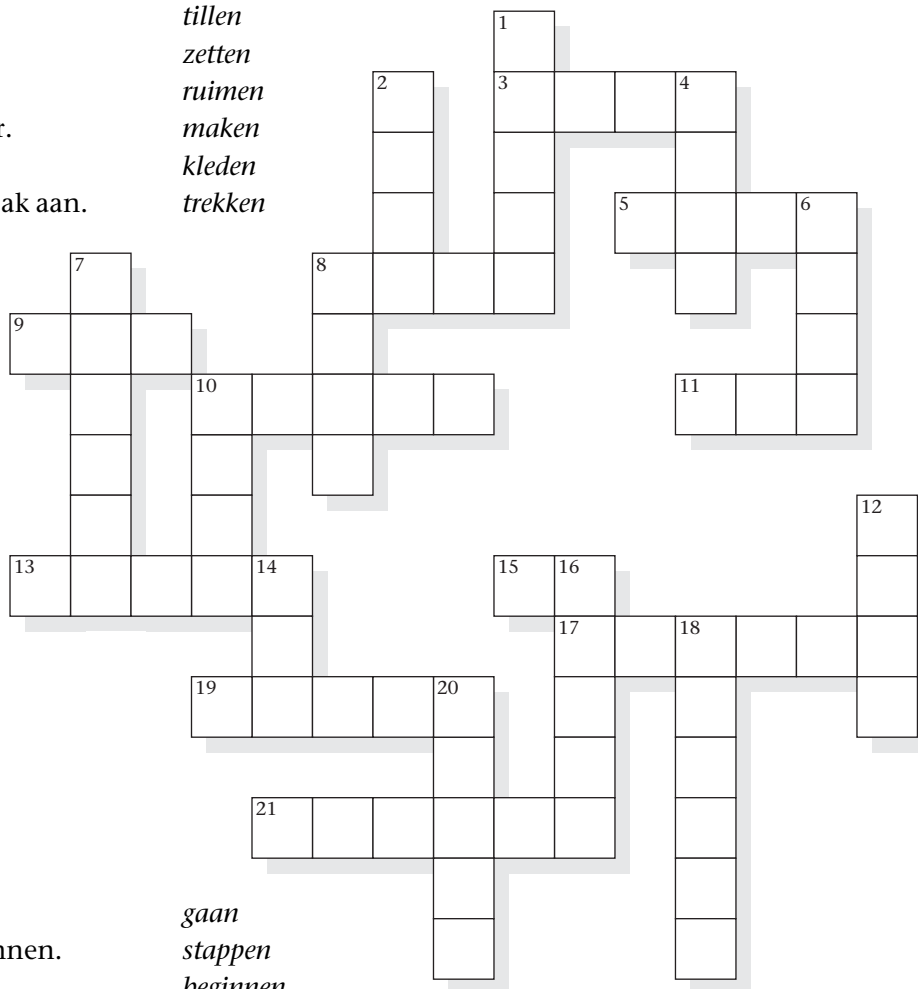 tillen
zetten
ruimen
r. maken
kleden
ak aan. trekken
1
2 3 4
5 6
7 8
9
10 11
12
13 14 15 16
17 18
19 20
21
gaan
nnen. stappen
beginnen